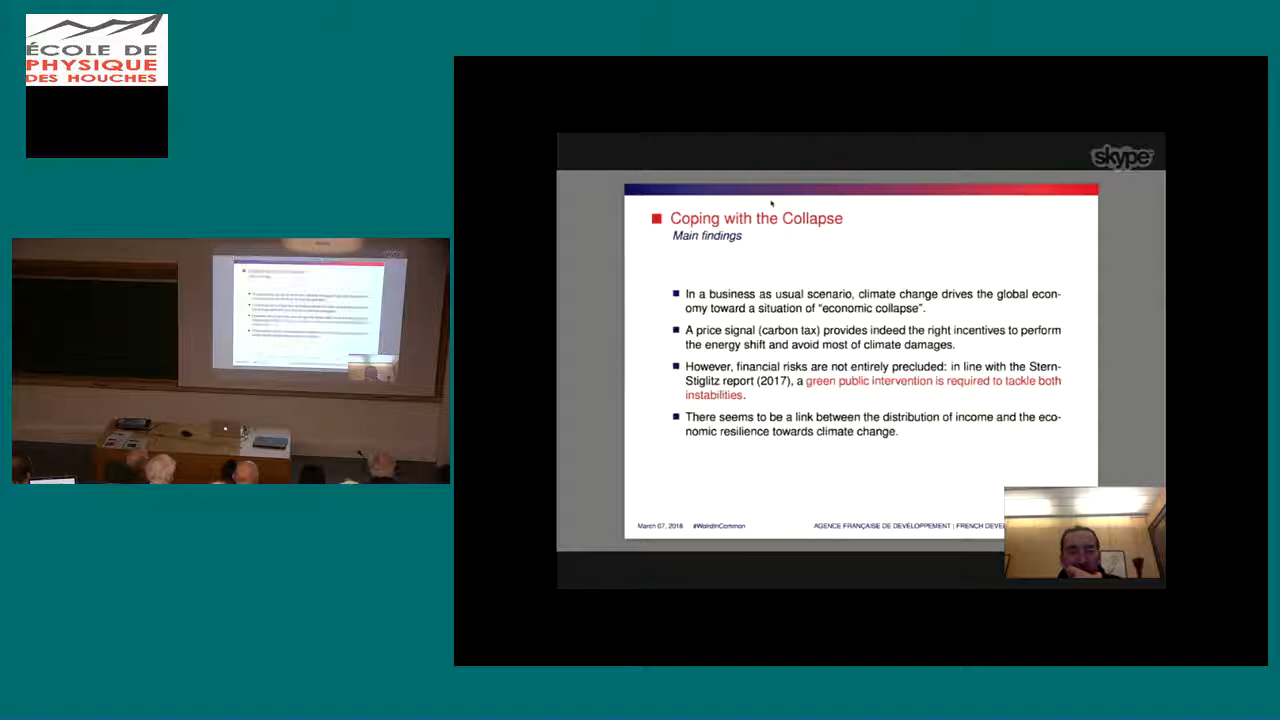 ÉCOLE DE
PHYSIQUE
DES HOUCHES
skype
Coping with the Collapse
Main findings
In a business as usual scenario, climate change drives the global econ-
omy toward a situation of “economic collapse”.
A price signal (carbon tax) provides indeed the right incentives to perform
the energy shift and avoid most of climate damages.
However, financial risks are not entirely precluded: in line with the Stern-
Stiglitz report (2017), a green public intervention is required to tackle both
instabilities.
There seems to be a link between the distribution of income and the eco-
nomic resilience towards climate change.
March 07, 2018 #WorldInCommon AGENCE FRANÇAISE DE DÉVELOPPEMENT | FRENCH DEVE